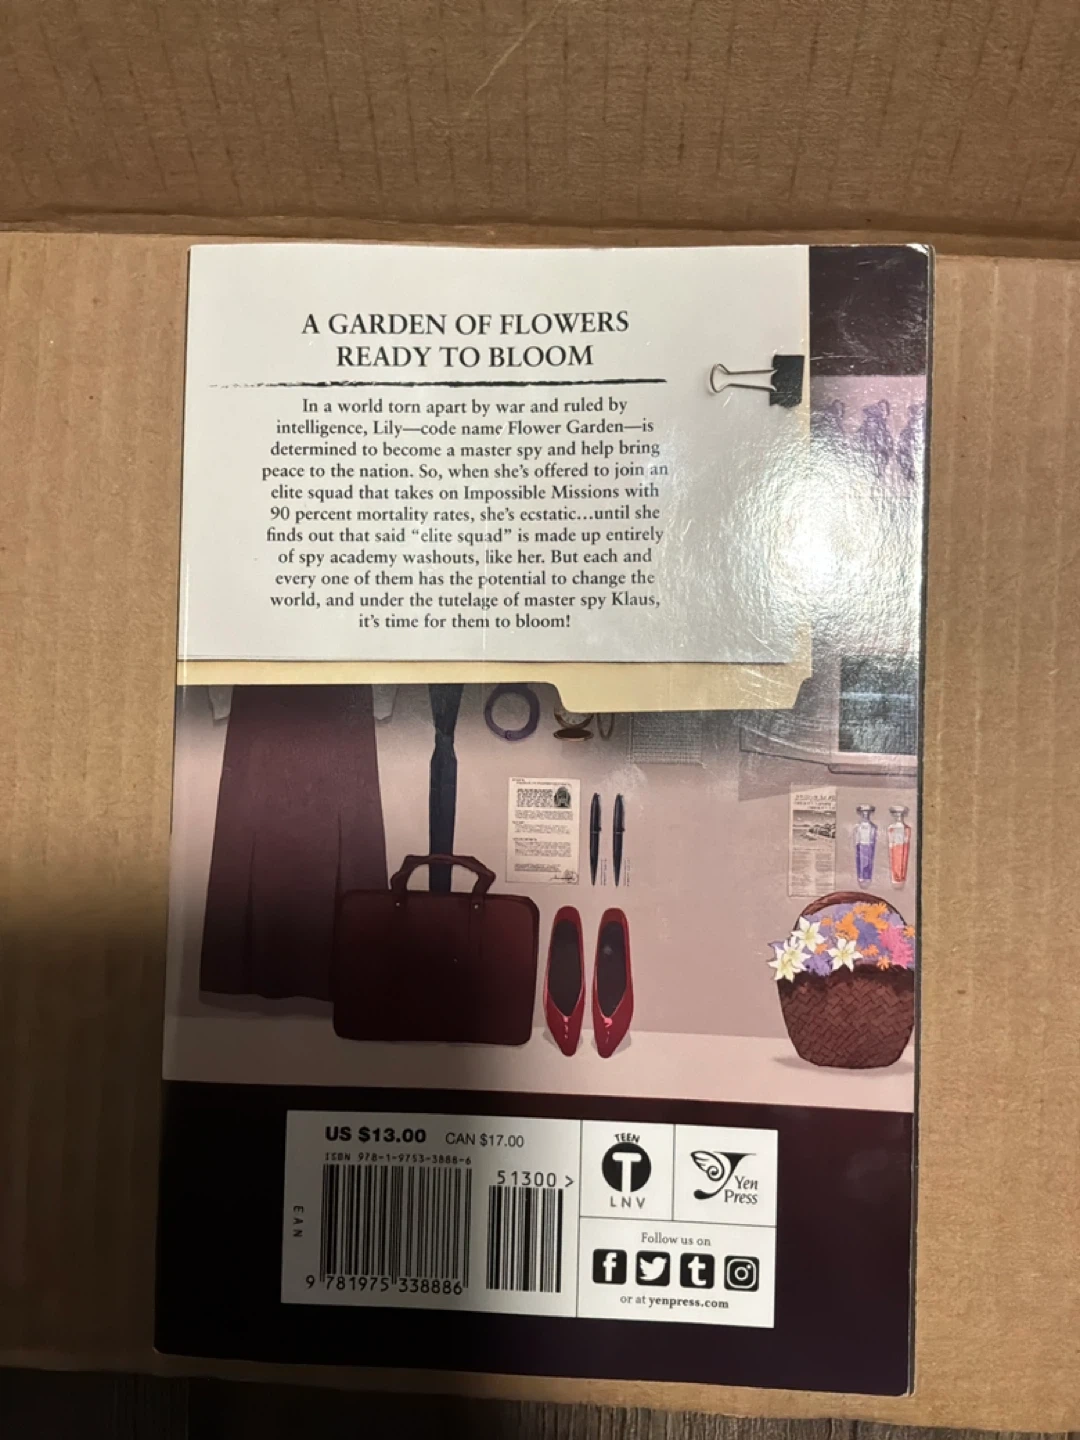 A GARDEN OF FLOWERS
READY TO BLOOM
In a world torn apart by war and ruled by
intelligence, Lily—code name Flower Garden—is
determined to become a master spy and help bring
peace to the nation. So, when she's offered to join an
elite squad that takes on Impossible Missions with
90 percent mortality rates, she's ecstatic...until she
finds out that said “elite squad” is made up entirely
of spy academy washouts, like her. But each and
every one of them has the potential to change the
world, and under the tutelage of master spy Klaus,
it's time for them to bloom!
US $13.00 CAN $17.00
ISBN 978-1-9753-3888-6
51300 >
EAN
9 781975 338886
TEEN
T
LNV
Yen
Press
Follow us on
f
t
or at yenpress.com